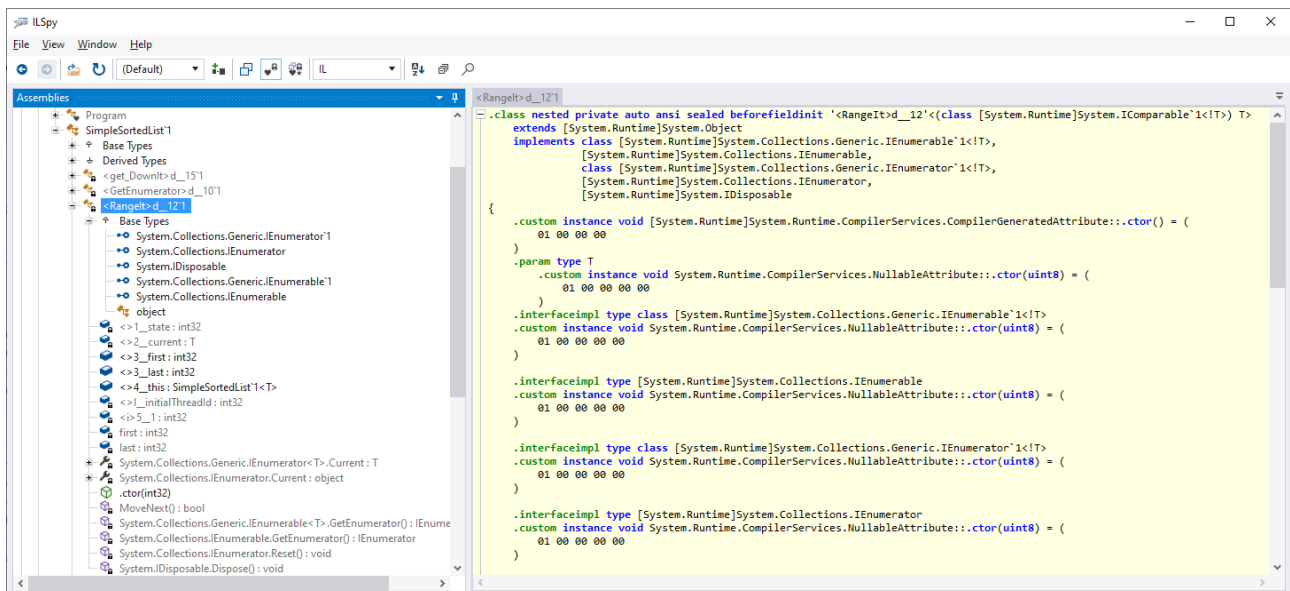 ILSpy
File View Window Help
(Default) IL
Assemblies
Program
SimpleSortedList`1
Base Types
Derived Types
<get_DownIt>d__15`1
<GetEnumerator>d__10`1
<RangeIt>d__12`1
Base Types
System.Collections.Generic.IEnumerator`1
System.Collections.IEnumerator
System.IDisposable
System.Collections.Generic.IEnumerable`1
System.Collections.IEnumerable
object
<>1__state : int32
<>2__current : T
<>3__first : int32
<>3__last : int32
<>4__this : SimpleSortedList`1<T>
<>l__initialThreadId : int32
<i>5__1 : int32
first : int32
last : int32
System.Collections.Generic.IEnumerator<T>.Current : T
System.Collections.IEnumerator.Current : object
.ctor(int32)
MoveNext() : bool
System.Collections.Generic.IEnumerable<T>.GetEnumerator() : IEnume
System.Collections.IEnumerable.GetEnumerator() : IEnumerator
System.Collections.IEnumerator.Reset() : void
System.IDisposable.Dispose() : void
<RangeIt>d__12`1
.class nested private auto ansi sealed beforefieldinit '<RangeIt>d__12'<(class [System.Runtime]System.IComparable`1<!T>) T>
extends [System.Runtime]System.Object
implements class [System.Runtime]System.Collections.Generic.IEnumerable`1<!T>,
[System.Runtime]System.Collections.IEnumerable,
class [System.Runtime]System.Collections.Generic.IEnumerator`1<!T>,
[System.Runtime]System.Collections.IEnumerator,
[System.Runtime]System.IDisposable
{
.custom instance void [System.Runtime]System.Runtime.CompilerServices.CompilerGeneratedAttribute::.ctor() = (
01 00 00 00
)
.param type T
.custom instance void System.Runtime.CompilerServices.NullableAttribute::.ctor(uint8) = (
01 00 00 00 00
)
.interfaceimpl type class [System.Runtime]System.Collections.Generic.IEnumerable`1<!T>
.custom instance void System.Runtime.CompilerServices.NullableAttribute::.ctor(uint8) = (
01 00 00 00 00
)
.interfaceimpl type [System.Runtime]System.Collections.IEnumerable
.custom instance void System.Runtime.CompilerServices.NullableAttribute::.ctor(uint8) = (
01 00 00 00 00
)
.interfaceimpl type class [System.Runtime]System.Collections.Generic.IEnumerator`1<!T>
.custom instance void System.Runtime.CompilerServices.NullableAttribute::.ctor(uint8) = (
01 00 00 00 00
)
.interfaceimpl type [System.Runtime]System.Collections.IEnumerator
.custom instance void System.Runtime.CompilerServices.NullableAttribute::.ctor(uint8) = (
01 00 00 00 00
)